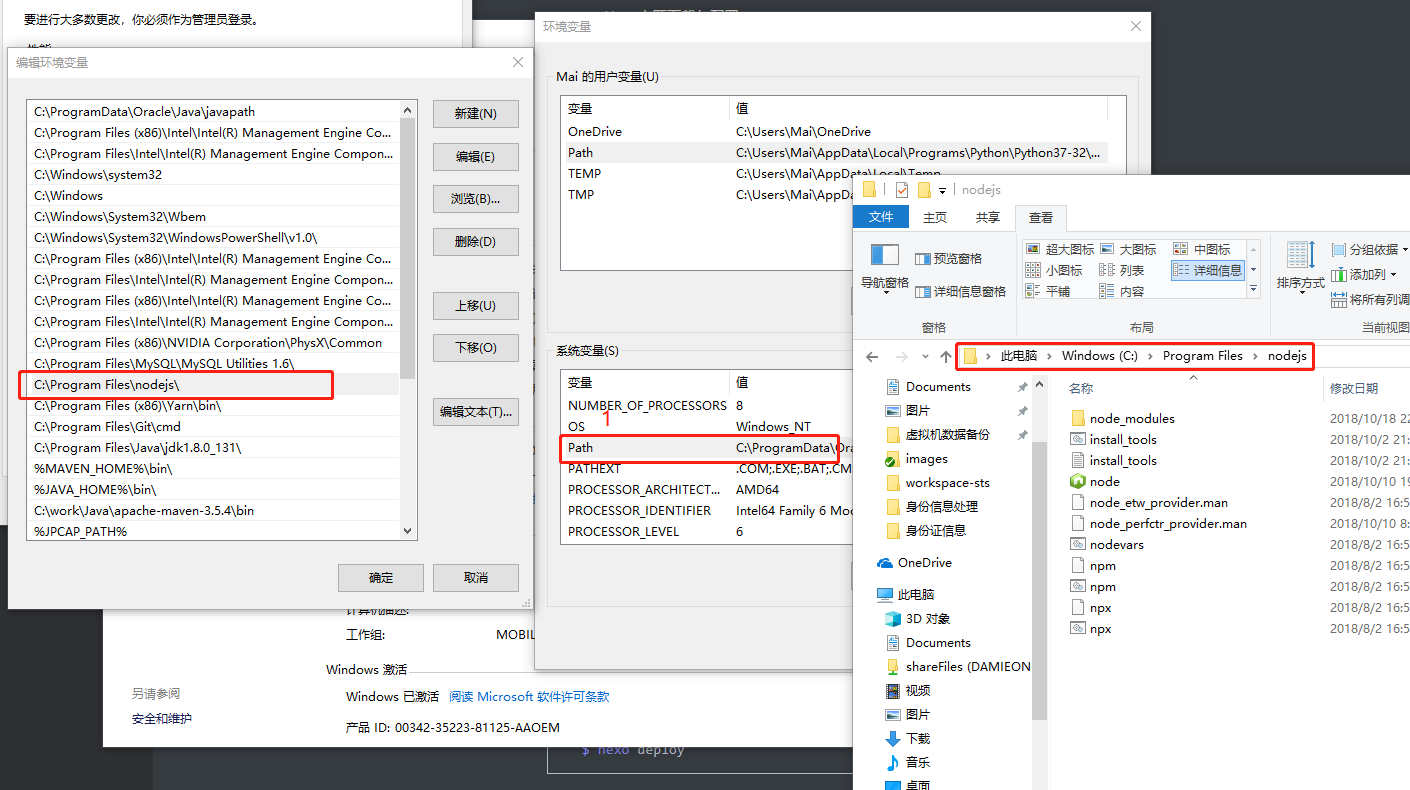 要进行大多数更改，你必须作为管理员登录。
编辑环境变量
C:\ProgramData\Oracle\Java\javapath
C:\Program Files (x86)\Intel\Intel(R) Management Engine Co...
C:\Program Files\Intel\Intel(R) Management Engine Compon...
C:\Windows\system32
C:\Windows
C:\Windows\System32\Wbem
C:\Windows\System32\WindowsPowerShell\v1.0\
C:\Program Files (x86)\Intel\Intel(R) Management Engine Co...
C:\Program Files\Intel\Intel(R) Management Engine Compon...
C:\Program Files (x86)\Intel\Intel(R) Management Engine Co...
C:\Program Files\Intel\Intel(R) Management Engine Compon...
C:\Program Files (x86)\NVIDIA Corporation\PhysX\Common
C:\Program Files\MySQL\MySQL Utilities 1.6\
C:\Program Files\nodejs\
C:\Program Files (x86)\Yarn\bin\
C:\Program Files\Git\cmd
C:\Program Files\Java\jdk1.8.0_131\
%MAVEN_HOME%\bin\
%JAVA_HOME%\bin\
C:\work\Java\apache-maven-3.5.4\bin
%JPCAP_PATH%
新建(N)
编辑(E)
浏览(B)...
删除(D)
上移(U)
下移(O)
编辑文本(T)...
确定
取消
环境变量
Mai 的用户变量(U)
变量 值
OneDrive C:\Users\Mai\OneDrive
Path C:\Users\Mai\AppData\Local\Programs\Python\Python37-32\...
TEMP C:\Users\Mai\AppData\Local\Temp
TMP C:\Users\Mai\AppDa
系统变量(S)
变量 值
NUMBER_OF_PROCESSORS 8
1
OS Windows_NT
Path C:\ProgramData\Ora
PATHEXT .COM;.EXE;.BAT;.CM
PROCESSOR_ARCHITECT... AMD64
PROCESSOR_IDENTIFIER Intel64 Family 6 Mod
PROCESSOR_LEVEL 6
nodejs
文件 主页 共享 查看
导航窗格
预览窗格
详细信息窗格
窗格
超大图标 大图标 中图标
小图标 列表 详细信息
平铺 内容
布局
排序方式
分组依据
添加列
将所有列调
当前视图
此电脑 Windows (C:) Program Files nodejs
Documents
图片
虚拟机数据备份
images
workspace-sts
身份信息处理
身份证信息
OneDrive
此电脑
3D 对象
Documents
shareFiles (DAMIEON
视频
图片
下载
音乐
桌面
名称 修改日期
node_modules 2018/10/18 22
install_tools 2018/10/2 21:
install_tools 2018/10/2 21:
node 2018/10/10 19
node_etw_provider.man 2018/8/2 16:5
node_perfctr_provider.man 2018/10/10 8:
nodevars 2018/8/2 16:5
npm 2018/8/2 16:5
npm 2018/8/2 16:5
npx 2018/8/2 16:5
npx 2018/8/2 16:5
计算机描述:
工作组: MOBIL
Windows 激活
Windows 已激活 阅读 Microsoft 软件许可条款
产品 ID: 00342-35223-81125-AAOEM
另请参阅
安全和维护
$ hexo deploy